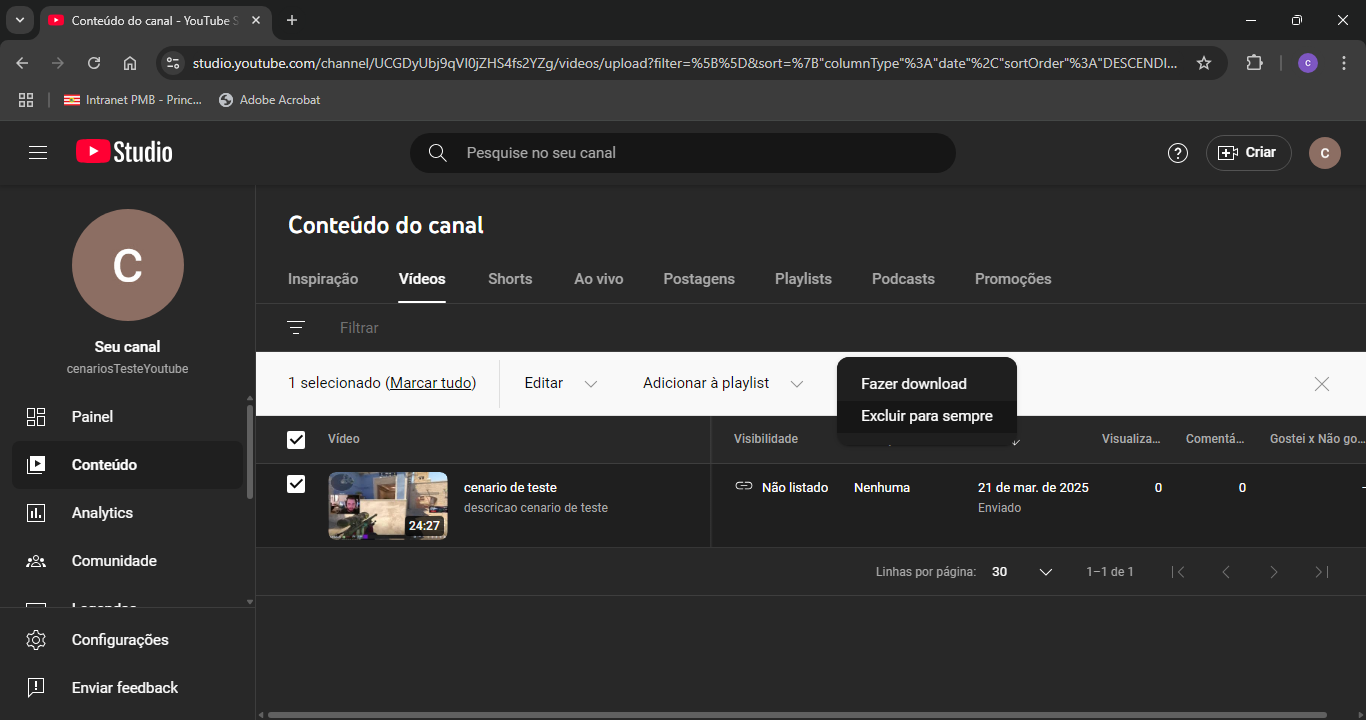 Conteúdo do canal - YouTube S
studio.youtube.com/channel/UCGDyUbj9qVI0jZHS4fs2YZg/videos/upload?filter=%5B%5D&sort=%7B"columnType"%3A"date"%2C"sortOrder"%3A"DESCENDI...
C
Intranet PMB - Princ...
Adobe Acrobat
Studio
Pesquise no seu canal
Criar
C
C
Seu canal
cenariosTesteYoutube
Painel
Conteúdo
Analytics
Comunidade
Configurações
Enviar feedback
Conteúdo do canal
Inspiração
Vídeos
Shorts
Ao vivo
Postagens
Playlists
Podcasts
Promoções
Filtrar
1 selecionado (Marcar tudo)
Editar
Adicionar à playlist
Fazer download
Excluir para sempre
Vídeo
Visibilidade
Visualiza...
Comentá...
Gostei x Não go...
24:27
cenario de teste
descricao cenario de teste
Não listado
Nenhuma
21 de mar. de 2025
Enviado
0
0
Linhas por página:
30
1–1 de 1